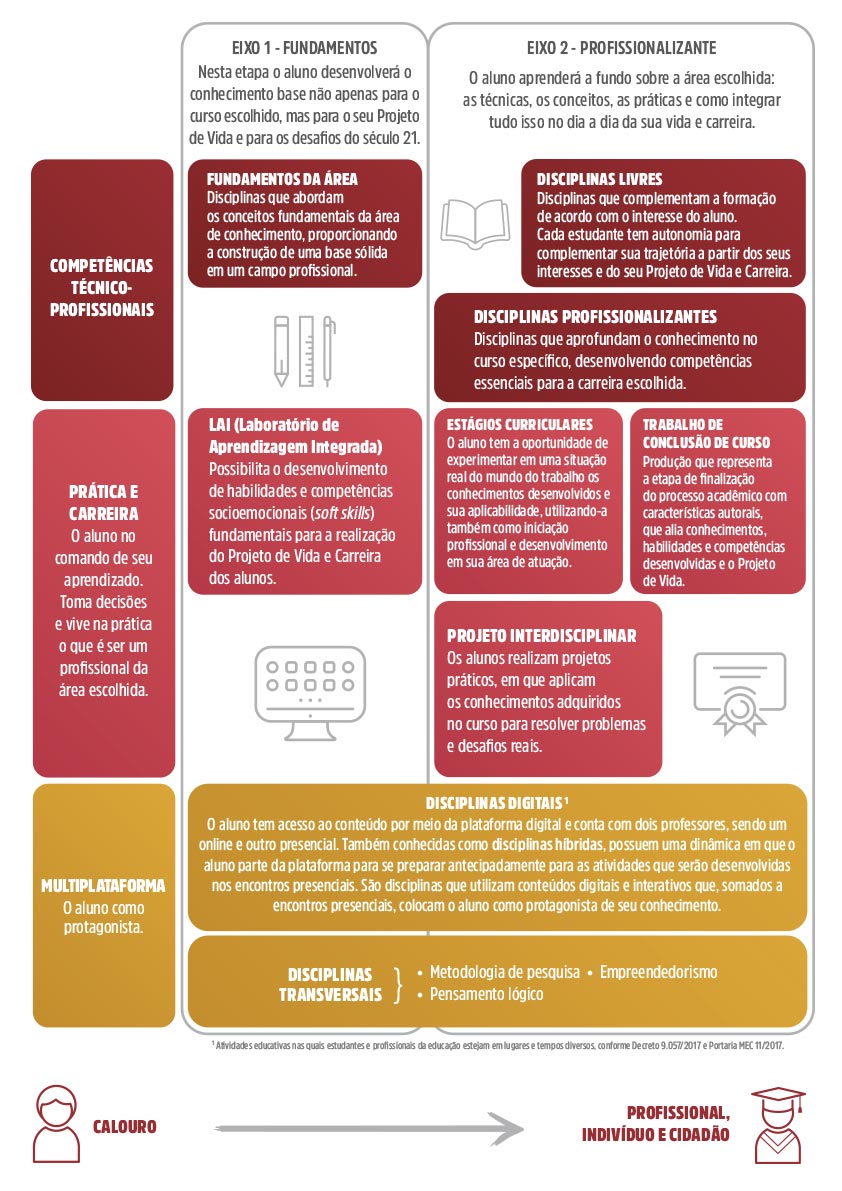 EIXO 1 - FUNDAMENTOS
Nesta etapa o aluno desenvolverá o
conhecimento base não apenas para o
curso escolhido, mas para o seu Projeto
de Vida e para os desafios do século 21.
EIXO 2 - PROFISSIONALIZANTE
O aluno aprenderá a fundo sobre a área escolhida:
as técnicas, os conceitos, as práticas e como integrar
tudo isso no dia a dia da sua vida e carreira.
COMPETÊNCIAS
TÉCNICO-
PROFISSIONAIS
FUNDAMENTOS DA ÁREA
Disciplinas que abordam
os conceitos fundamentais da área
de conhecimento, proporcionando
a construção de uma base sólida
em um campo profissional.
DISCIPLINAS LIVRES
Disciplinas que complementam a formação
de acordo com o interesse do aluno.
Cada estudante tem autonomia para
complementar sua trajetória a partir dos seus
interesses e do seu Projeto de Vida e Carreira.
DISCIPLINAS PROFISSIONALIZANTES
Disciplinas que aprofundam o conhecimento no
curso específico, desenvolvendo competências
essenciais para a carreira escolhida.
PRÁTICA E
CARREIRA
O aluno no
comando de seu
aprendizado.
Toma decisões
e vive na prática
o que é ser um
profissional da
área escolhida.
LAI (Laboratório de
Aprendizagem Integrada)
Possibilita o desenvolvimento
de habilidades e competências
socioemocionais (soft skills)
fundamentais para a realização
do Projeto de Vida e Carreira
dos alunos.
ESTÁGIOS CURRICULARES
O aluno tem a oportunidade de
experimentar em uma situação
real do mundo do trabalho os
conhecimentos desenvolvidos e
sua aplicabilidade, utilizando-a
também como iniciação
profissional e desenvolvimento
em sua área de atuação.
TRABALHO DE
CONCLUSÃO DE CURSO
Produção que representa
a etapa de finalização
do processo acadêmico com
características autorais,
que alia conhecimentos,
habilidades e competências
desenvolvidas e o Projeto
de Vida.
PROJETO INTERDISCIPLINAR
Os alunos realizam projetos
práticos, em que aplicam
os conhecimentos adquiridos
no curso para resolver problemas
e desafios reais.
MULTIPLATAFORMA
O aluno como
protagonista.
DISCIPLINAS DIGITAIS¹
O aluno tem acesso ao conteúdo por meio da plataforma digital e conta com dois professores, sendo um
online e outro presencial. Também conhecidas como disciplinas híbridas, possuem uma dinâmica em que o
aluno parte da plataforma para se preparar antecipadamente para as atividades que serão desenvolvidas
nos encontros presenciais. São disciplinas que utilizam conteúdos digitais e interativos que, somados a
encontros presenciais, colocam o aluno como protagonista de seu conhecimento.
DISCIPLINAS
TRANSVERSAIS
• Metodologia de pesquisa • Empreendedorismo
• Pensamento lógico
¹ Atividades educativas nas quais estudantes e profissionais da educação estejam em lugares e tempos diversos, conforme Decreto 9.057/2017 e Portaria MEC 11/2017.
CALOURO
PROFISSIONAL,
INDIVÍDUO E CIDADÃO